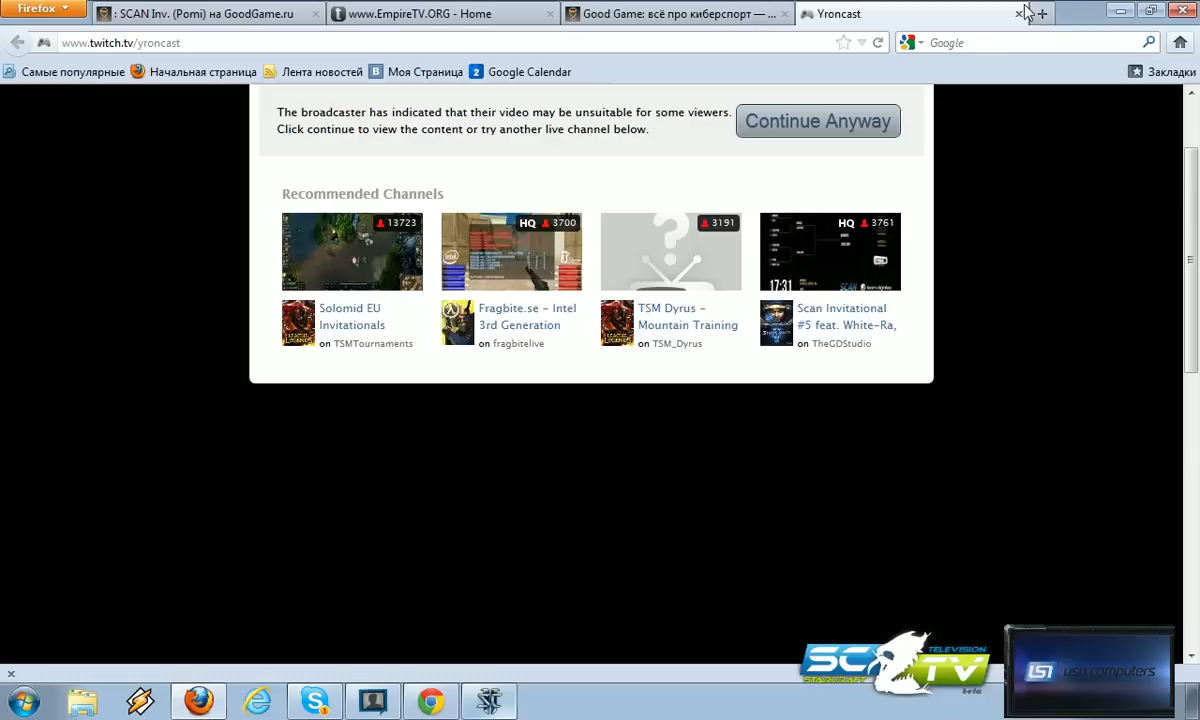 Firefox
: SCAN Inv. (Pomi) на GoodGame.ru
www.EmpireTV.ORG - Home
Good Game: всё про киберспорт — ...
Yroncast
www.twitch.tv/yroncast
Google
Самые популярные
Начальная страница
Лента новостей
Моя Страница
2 Google Calendar
Закладки
The broadcaster has indicated that their video may be unsuitable for some viewers.
Click continue to view the content or try another live channel below.
Continue Anyway
Recommended Channels
13723
HQ 3700
3191
HQ 3761
17:31
Solomid EU
Invitationals
on TSMTournaments
Fragbite.se - Intel
3rd Generation
on fragbitelive
TSM Dyrus -
Mountain Training
on TSM_Dyrus
Scan Invitational
#5 feat. White-Ra,
on TheGDStudio
SC TV
STARCRAFT
TELEVISION
beta
usn computers